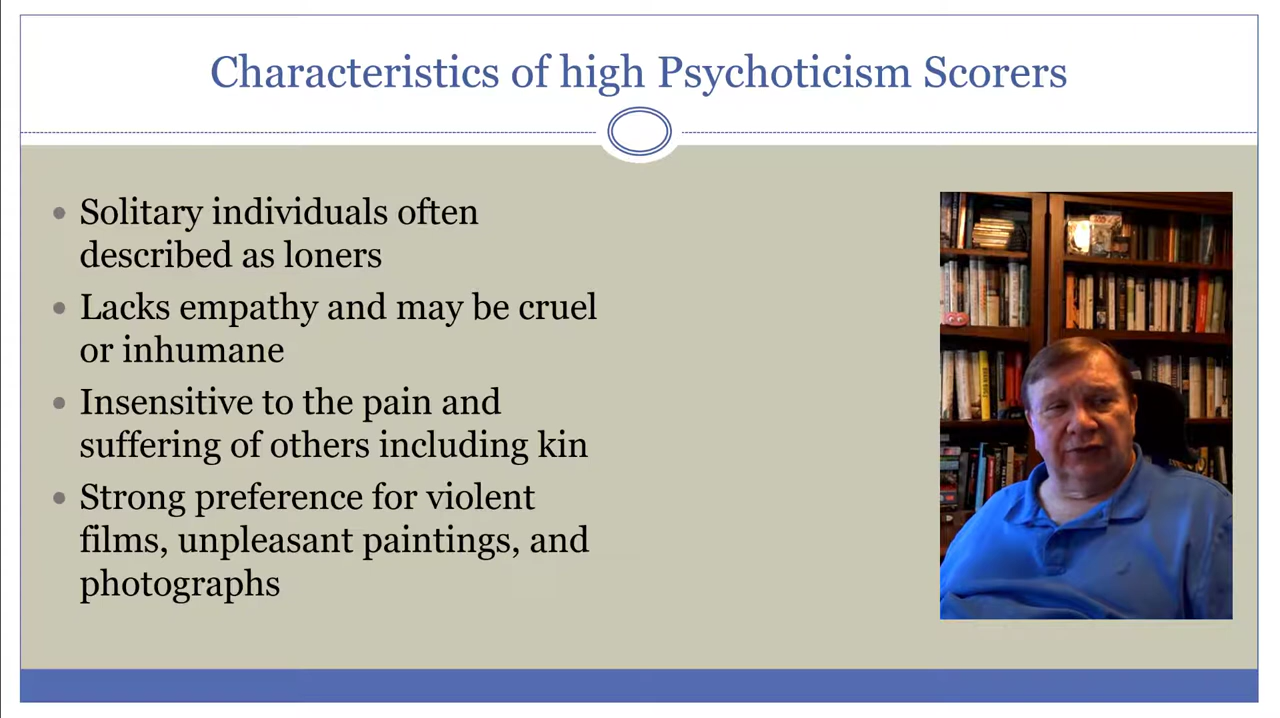 Characteristics of high Psychoticism Scorers
Solitary individuals often
described as loners
Lacks empathy and may be cruel
or inhumane
Insensitive to the pain and
suffering of others including kin
Strong preference for violent
films, unpleasant paintings, and
photographs